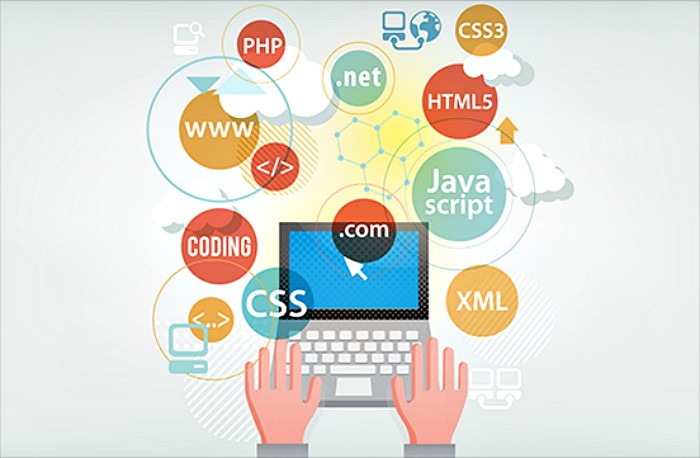 PHP
CSS3
.net
HTML5
www
</>
Java
script
.com
CODING
CSS
XML
<..>